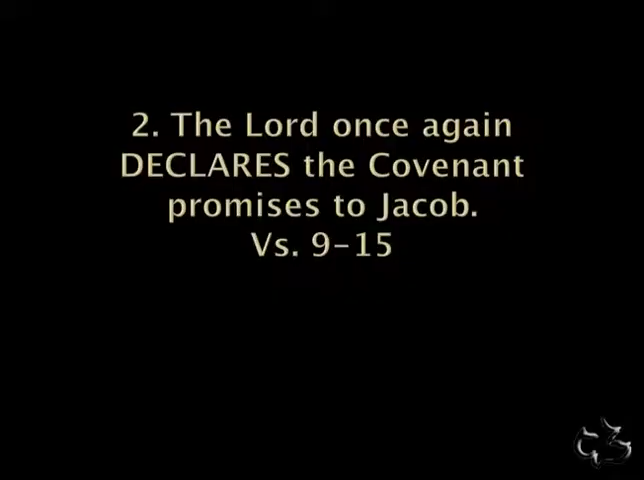 2. The Lord once again
DECLARES the Covenant
promises to Jacob.
Vs. 9-15